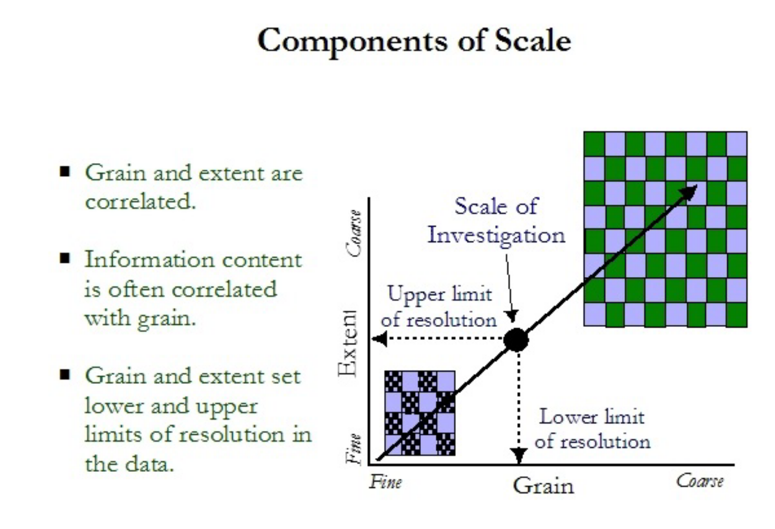 Components of Scale
Grain and extent are
correlated.
Information content
is often correlated
with grain.
Grain and extent set
lower and upper
limits of resolution in
the data.
Scale of
Investigation
Upper limit
of resolution
Lower limit
of resolution
Coarse
Extent
Fine
Fine
Grain
Coarse